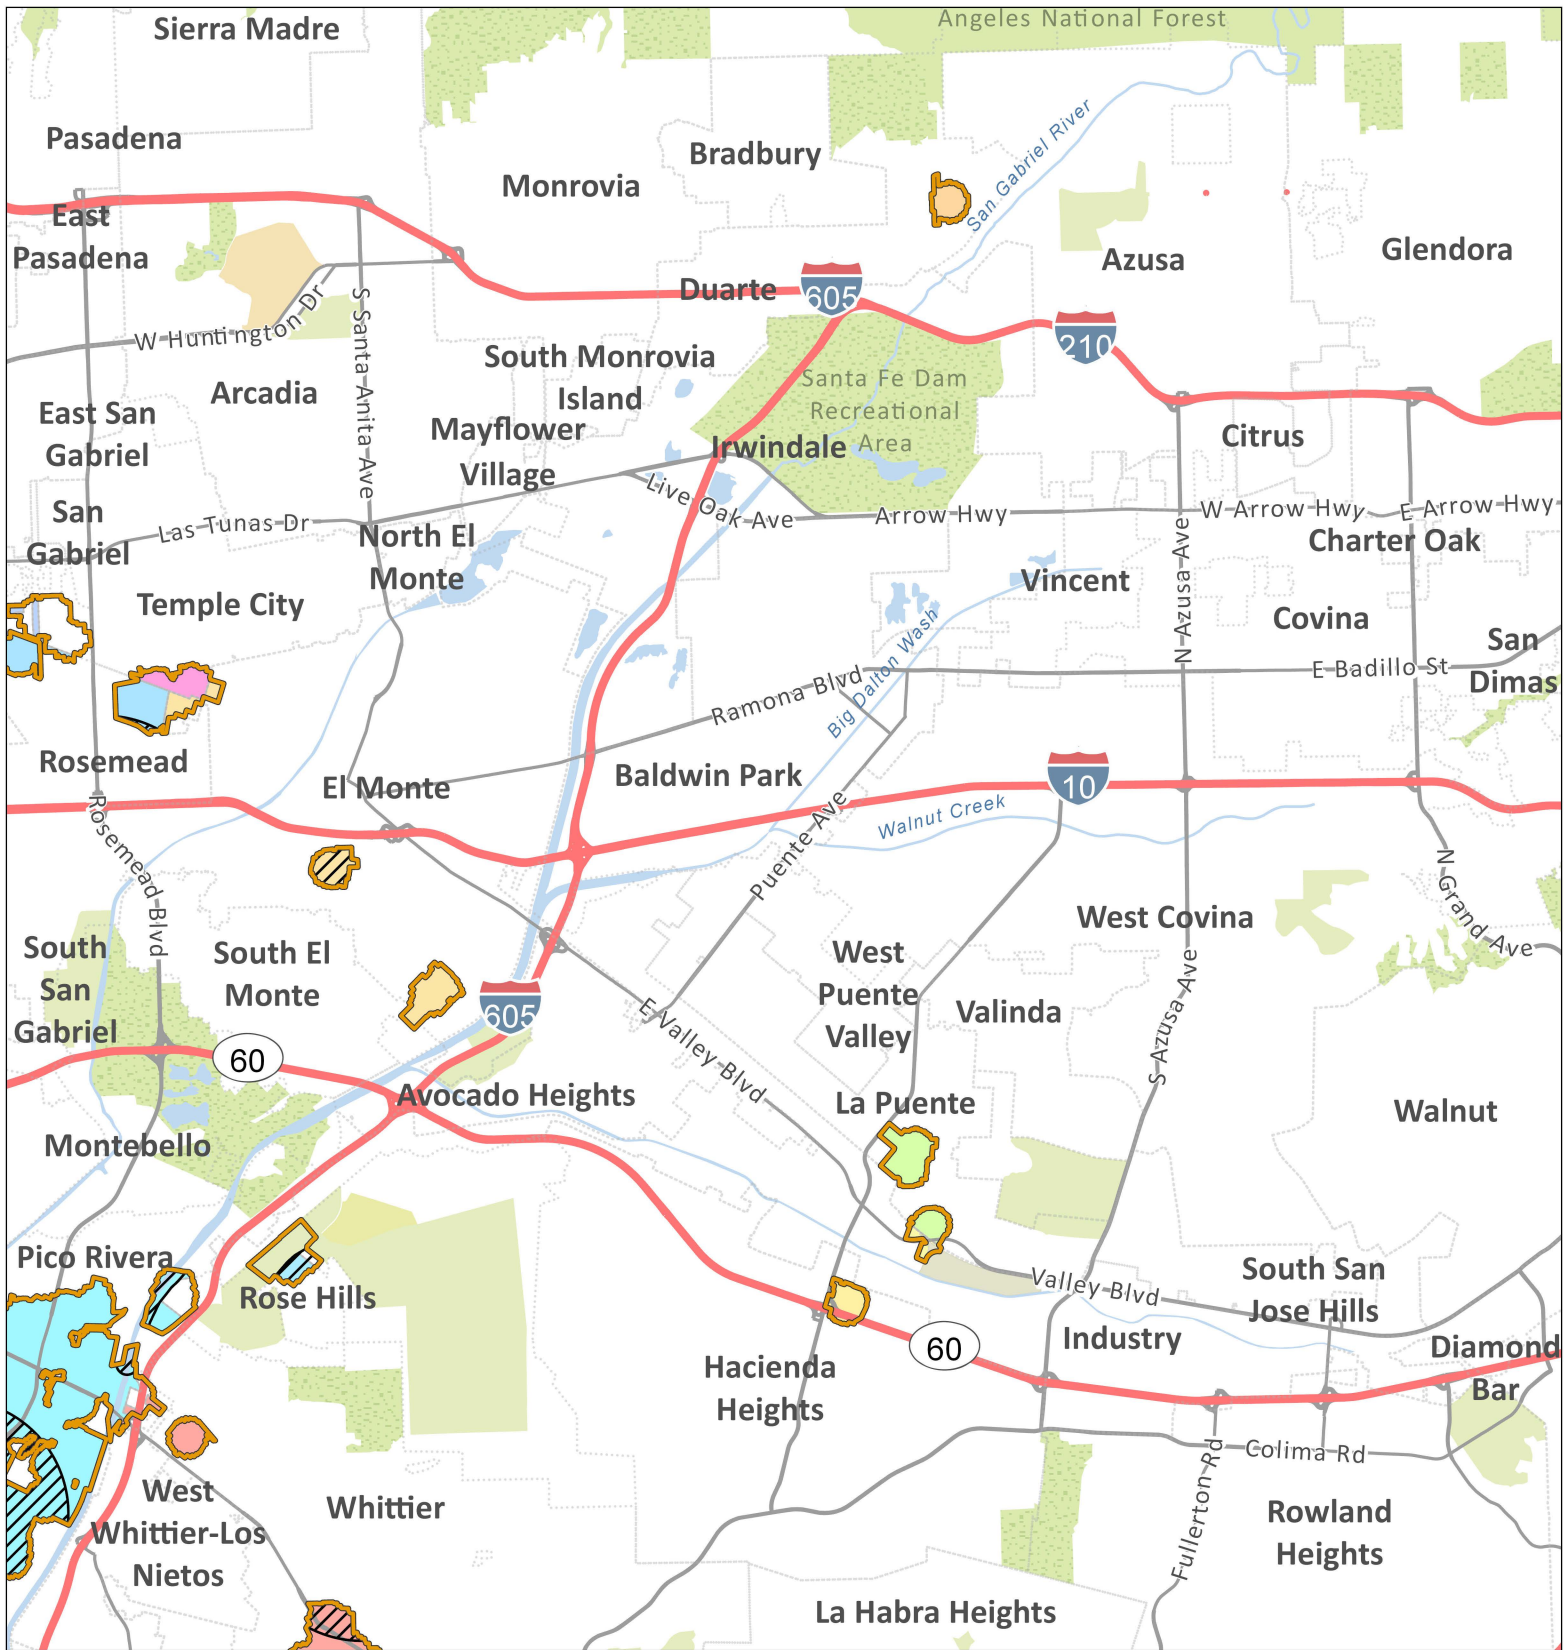 Angeles National Forest
Sierra Madre
Pasadena
Bradbury
Monrovia
San Gabriel River
East
Pasadena
Azusa
Glendora
Duarte
605
210
W Huntington Dr
S Santa Anita Ave
South Monrovia
Island
Santa Fe Dam
Recreational
Area
Arcadia
East San
Gabriel
Mayflower
Village
Irwindale
Citrus
San
Gabriel
Las Tunas Dr
Live Oak Ave
Arrow Hwy
W Arrow Hwy
E Arrow Hwy
North El
Monte
Charter Oak
Vincent
N Azusa Ave
Temple City
Covina
San
Dimas
Big Dalton Wash
Ramona Blvd
E Badillo St
Rosemead
El Monte
Baldwin Park
10
Walnut Creek
Puente Ave
Rosemead Blvd
N Grand Ave
West Covina
South
San
Gabriel
South El
Monte
West
Puente
Valley
Valinda
605
E Valley Blvd
S Azusa Ave
60
Avocado Heights
La Puente
Walnut
Montebello
Pico Rivera
Rose Hills
Valley Blvd
South San
Jose Hills
Industry
60
Diamond
Bar
Hacienda
Heights
Colima Rd
Fullerton Rd
West
Whittier-Los
Nietos
Whittier
Rowland
Heights
La Habra Heights